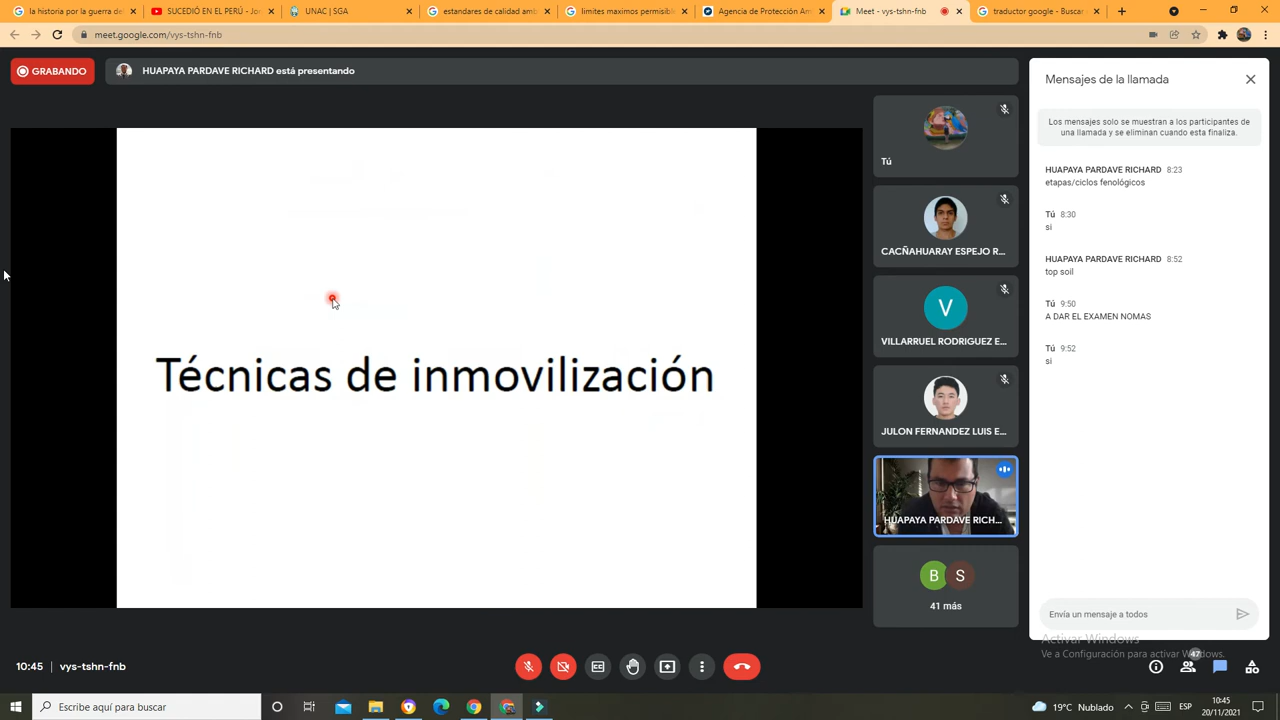 la historia por la guerra del
SUCEDIÓ EN EL PERÚ - Jo
UNAC | SGA
estandares de calidad amb
limites maximos permisible
Agencia de Protección Am
Meet - vys-tshn-fnb
traductor google - Buscar
meet.google.com/vys-tshn-fnb
GRABANDO
HUAPAYA PARDAVE RICHARD está presentando
Técnicas de inmovilización
Tú
CACÑAHUARAY ESPEJO R...
V
VILLARRUEL RODRIGUEZ E...
JULON FERNANDEZ LUIS E...
HUAPAYA PARDAVE RICH...
B S
41 más
Mensajes de la llamada
Los mensajes solo se muestran a los participantes de
una llamada y se eliminan cuando esta finaliza.
HUAPAYA PARDAVE RICHARD 8:23
etapas/ciclos fenológicos
Tú 8:30
si
HUAPAYA PARDAVE RICHARD 8:52
top soil
Tú 9:50
A DAR EL EXAMEN NOMAS
Tú 9:52
si
Envía un mensaje a todos
Activar Windows
Ve a Configuración para activar Windows.
10:45 | vys-tshn-fnb
47
Escribe aquí para buscar
19°C Nublado
ESP
10:45
20/11/2021